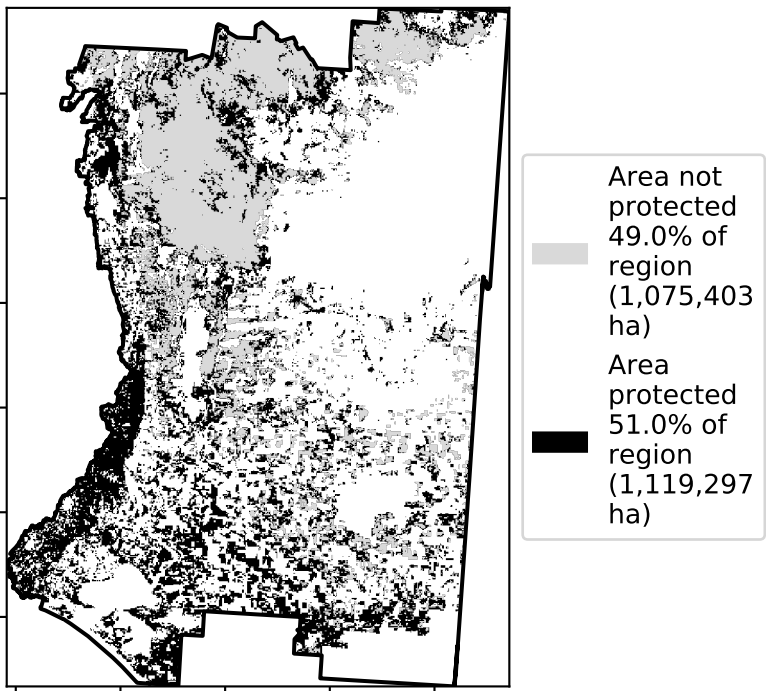 Area not
protected
49.0% of
region
(1,075,403
ha)
Area
protected
51.0% of
region
(1,119,297
ha)